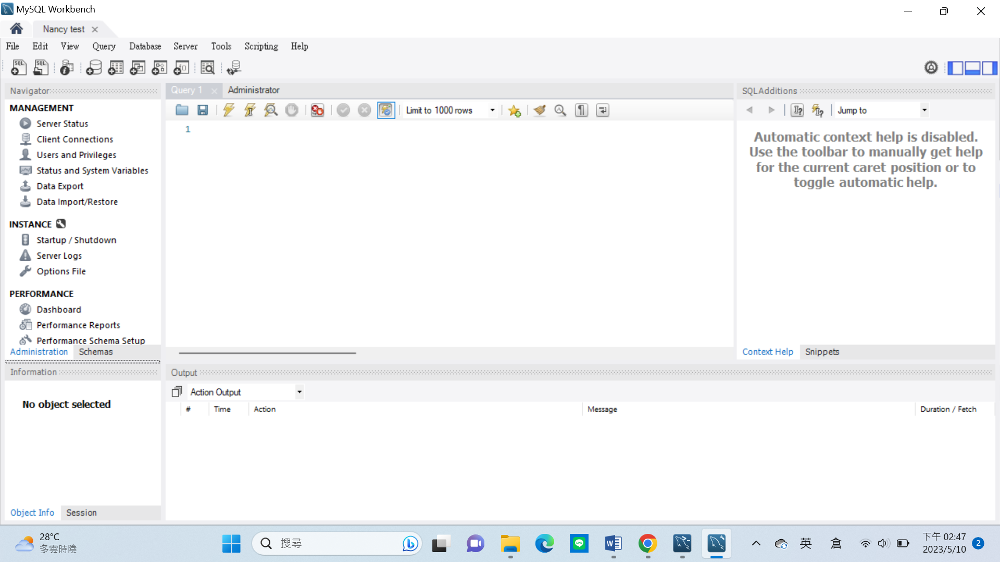 MySQL Workbench
Nancy test
File Edit View Query Database Server Tools Scripting Help
SQL SQL
Navigator
MANAGEMENT
Server Status
Client Connections
Users and Privileges
Status and System Variables
Data Export
Data Import/Restore
INSTANCE
Startup / Shutdown
Server Logs
Options File
PERFORMANCE
Dashboard
Performance Reports
Performance Schema Setup
Administration Schemas
Information
No object selected
Object Info Session
Query 1 Administrator
Limit to 1000 rows
1
SQLAdditions
Jump to
Automatic context help is disabled.
Use the toolbar to manually get help
for the current caret position or to
toggle automatic help.
Context Help Snippets
Output
Action Output
# Time Action Message Duration / Fetch
28°C
多雲時陰
搜尋
LINE
W
英
倉
下午 02:47
2023/5/10
2